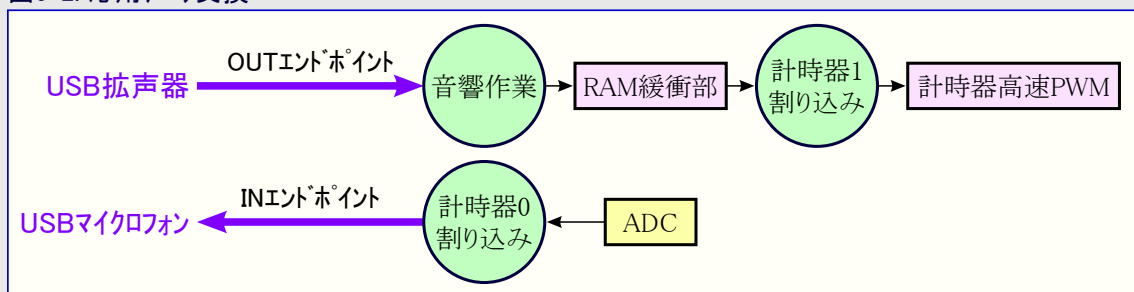 USB拡声器
OUTエンドポイント
音響作業
RAM緩衝部
計時器1
割り込み
計時器高速PWM
USBマイクロフォン
INエンドポイント
計時器0
割り込み
ADC